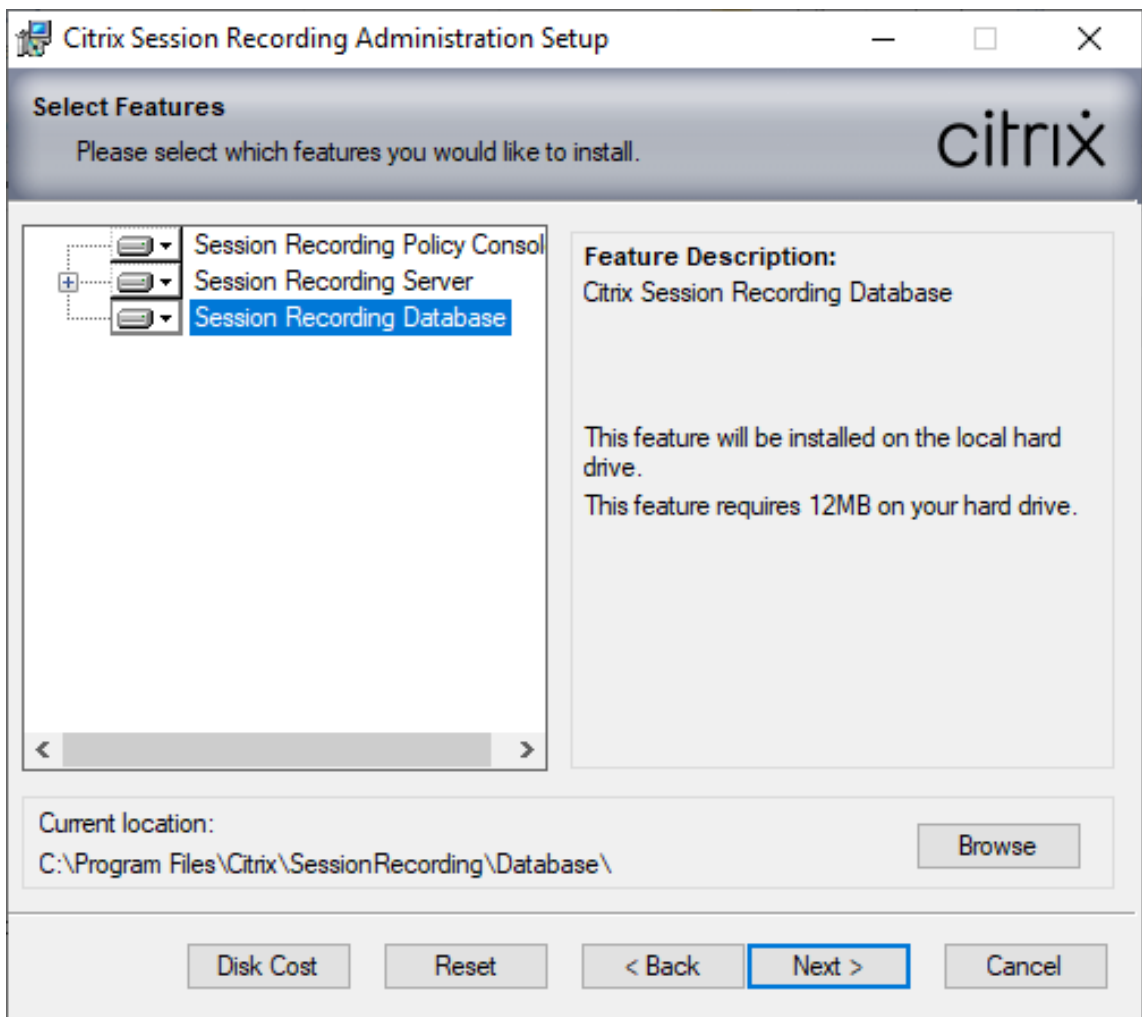 Citrix Session Recording Administration Setup
Select Features
Please select which features you would like to install.
citrix
Session Recording Policy Consol
Session Recording Server
Session Recording Database
Feature Description:
Citrix Session Recording Database
This feature will be installed on the local hard
drive.
This feature requires 12MB on your hard drive.
Current location:
C:\Program Files\Citrix\SessionRecording\Database\
Browse
Disk Cost
Reset
< Back
Next >
Cancel